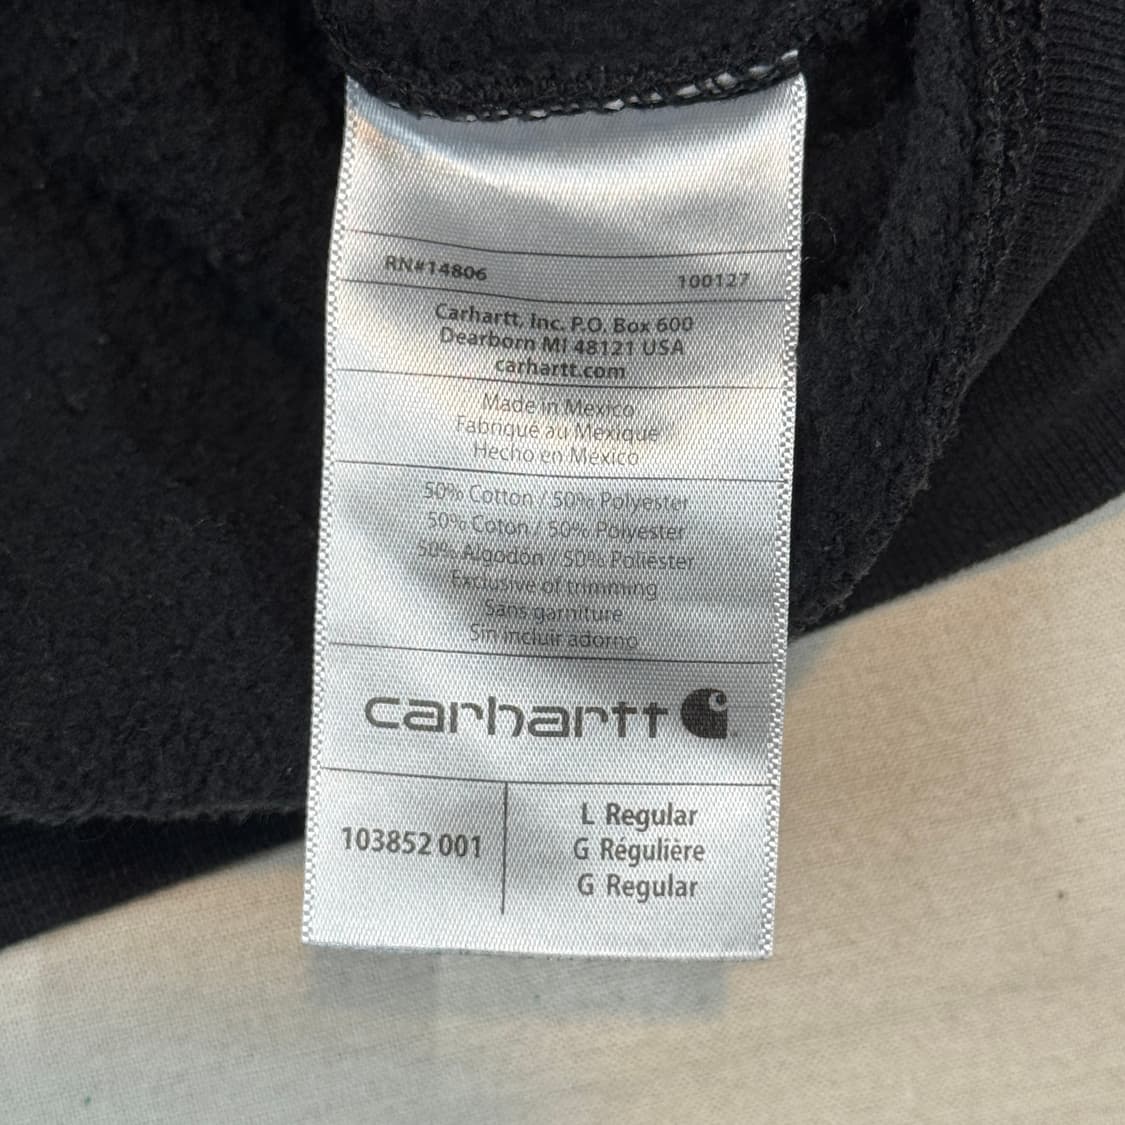 RN#14806 100127
Carhartt, Inc. P.O. Box 600
Dearborn MI 48121 USA
carhartt.com
Made in Mexico
Fabriqué au Mexique
Hecho en México
50% Cotton / 50% Polyester
50% Coton / 50% Polyester
50% Algodón / 50% Poliéster
Exclusive of trimming
Sans garniture
Sin incluir adorno
carhartt
103852 001
L Regular
G Régulière
G Regular